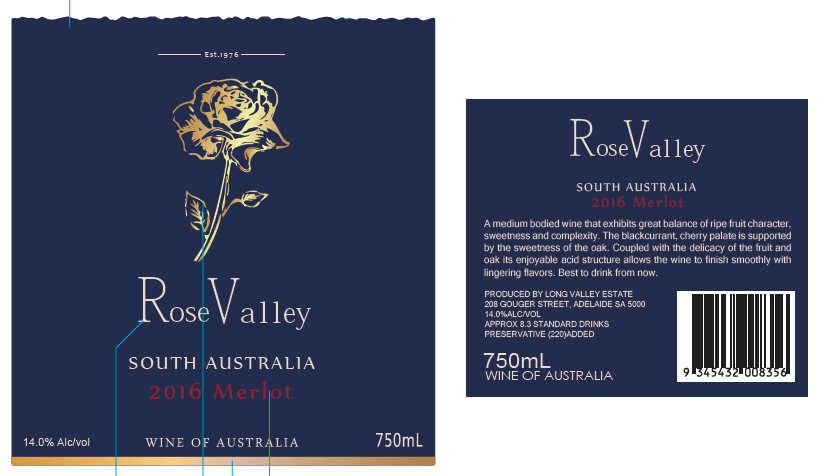 Est.1976
Rose Valley
SOUTH AUSTRALIA
2016 Merlot
14.0% Alc/vol
WINE OF AUSTRALIA
750mL
Rose Valley
SOUTH AUSTRALIA
2016 Merlot
A medium bodied wine that exhibits great balance of ripe fruit character,
sweetness and complexity. The blackcurrant, cherry palate is supported
by the sweetness of the oak. Coupled with the delicacy of the fruit and
oak its enjoyable acid structure allows the wine to finish smoothly with
lingering flavors. Best to drink from now.
PRODUCED BY LONG VALLEY ESTATE
208 GOUGER STREET, ADELAIDE SA 5000
14.0%ALC/VOL
APPROX 8.3 STANDARD DRINKS
PRESERVATIVE (220)ADDED
750mL
WINE OF AUSTRALIA
9 345432 008356